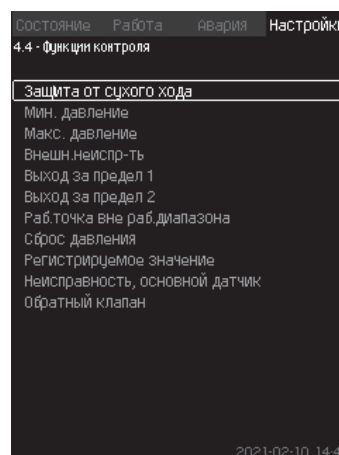 Состояние Работа Авария Настройки
4.4 - Функции контроля
Защита от сухого хода
Мин. давление
Макс. давление
Внешн.неиспр-ть
Выход за предел 1
Выход за предел 2
Раб.точка вне раб.диапазона
Сброс давления
Регистрируемое значение
Неисправность, основной датчик
Обратный клапан
2021-02-10 14:4